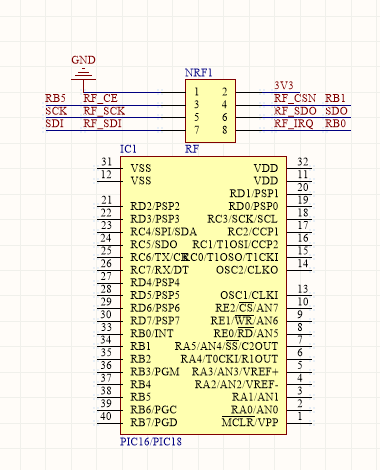 GND
NRF1
1 2 3V3
RB5 RF_CE 3 4 RF_CSN RB1
SCK RF_SCK 5 6 RF_SDO SDO
SDI RF_SDI 7 8 RF_IRQ RB0
RF
IC1
31 VSS VDD 32
12 VSS VDD 11
RD1/PSP1 20
21 RD2/PSP2 RD0/PSP0 19
22 RD3/PSP3 RC3/SCK/SCL 18
23 RC4/SPI/SDA RC2/CCP1 17
24 RC5/SDO RC1/T1OSI/CCP2 16
25 RC6/TX/CK RC0/T1OSO/T1CKI 15
26 RC7/RX/DT OSC2/CLKO 14
27 RD4/PSP4
28 RD5/PSP5 OSC1/CLKI 13
29 RD6/PSP6 RE2/CS/AN7 10
30 RD7/PSP7 RE1/WR/AN6 9
33 RB0/INT RE0/RD/AN5 8
34 RB1 RA5/AN4/SS/C2OUT 7
35 RB2 RA4/T0CKI/R1OUT 6
36 RB3/PGM RA3/AN3/VREF+ 5
37 RB4 RA2/AN2/VREF- 4
38 RB5 RA1/AN1 3
39 RB6/PGC RA0/AN0 2
40 RB7/PGD MCLR/VPP 1
PIC16/PIC18